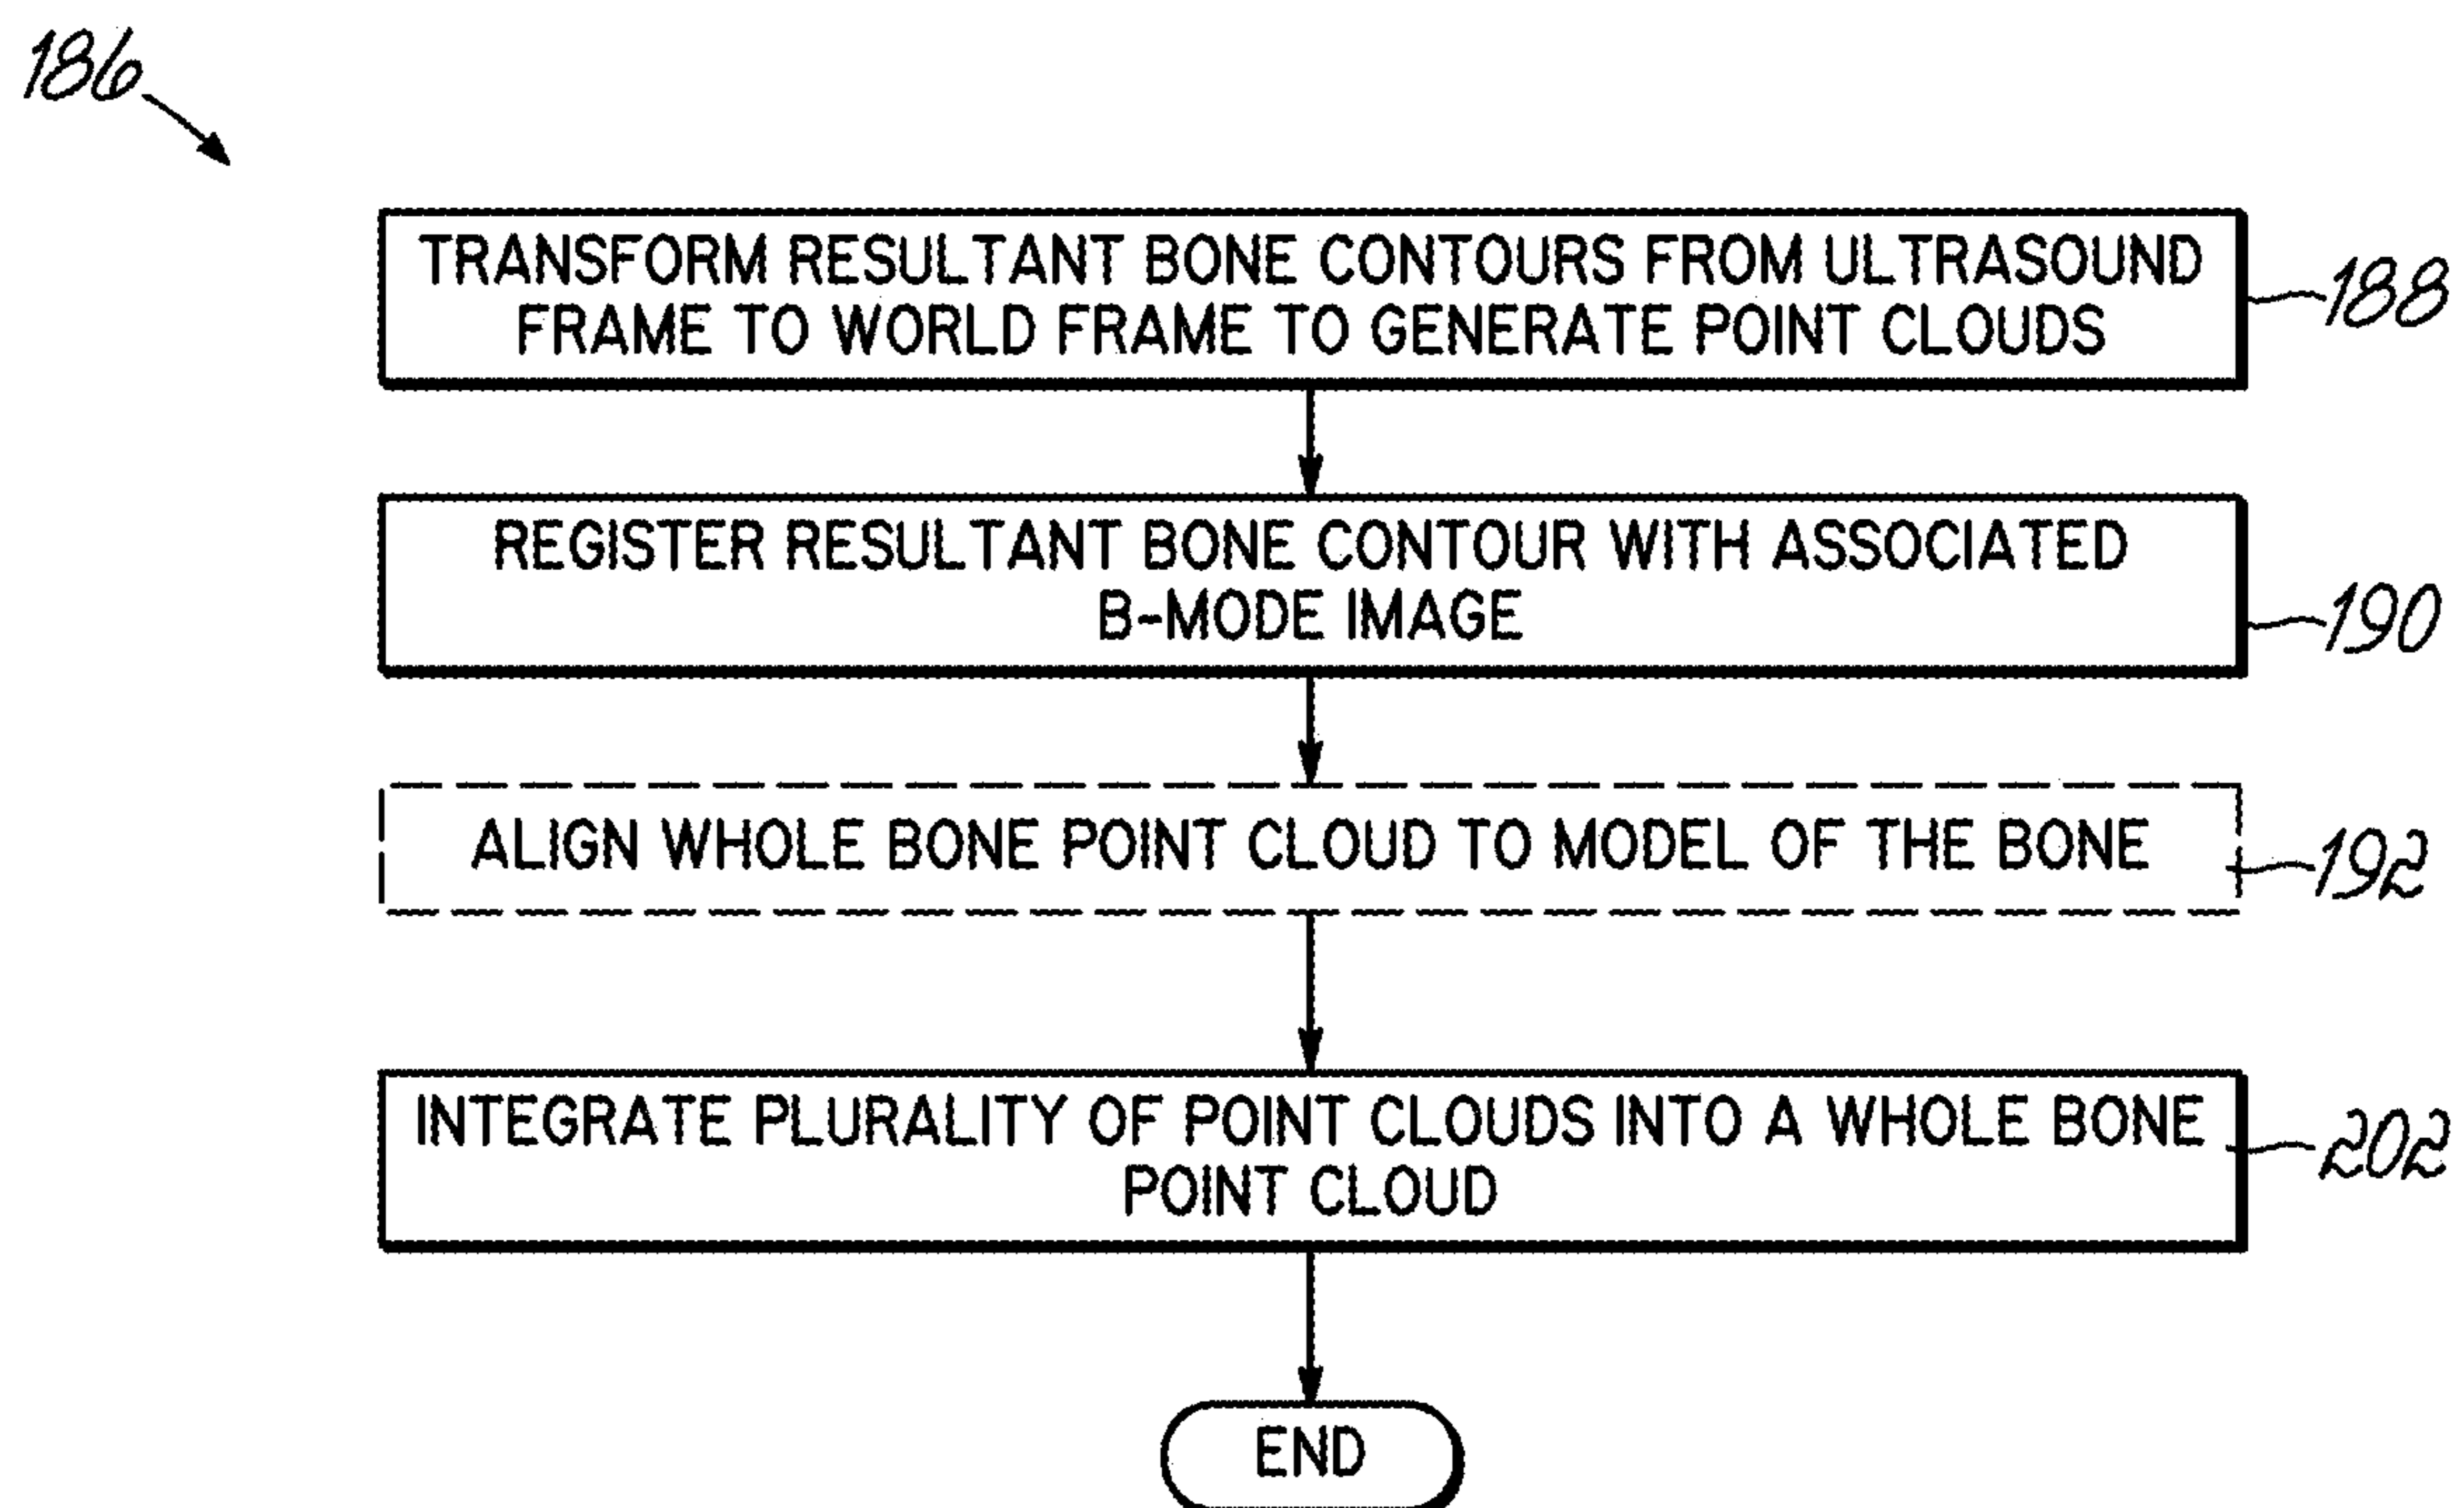 186
TRANSFORM RESULTANT BONE CONTOURS FROM ULTRASOUND
FRAME TO WORLD FRAME TO GENERATE POINT CLOUDS
188
REGISTER RESULTANT BONE CONTOUR WITH ASSOCIATED
B-MODE IMAGE
190
ALIGN WHOLE BONE POINT CLOUD TO MODEL OF THE BONE
192
INTEGRATE PLURALITY OF POINT CLOUDS INTO A WHOLE BONE
POINT CLOUD
202
END